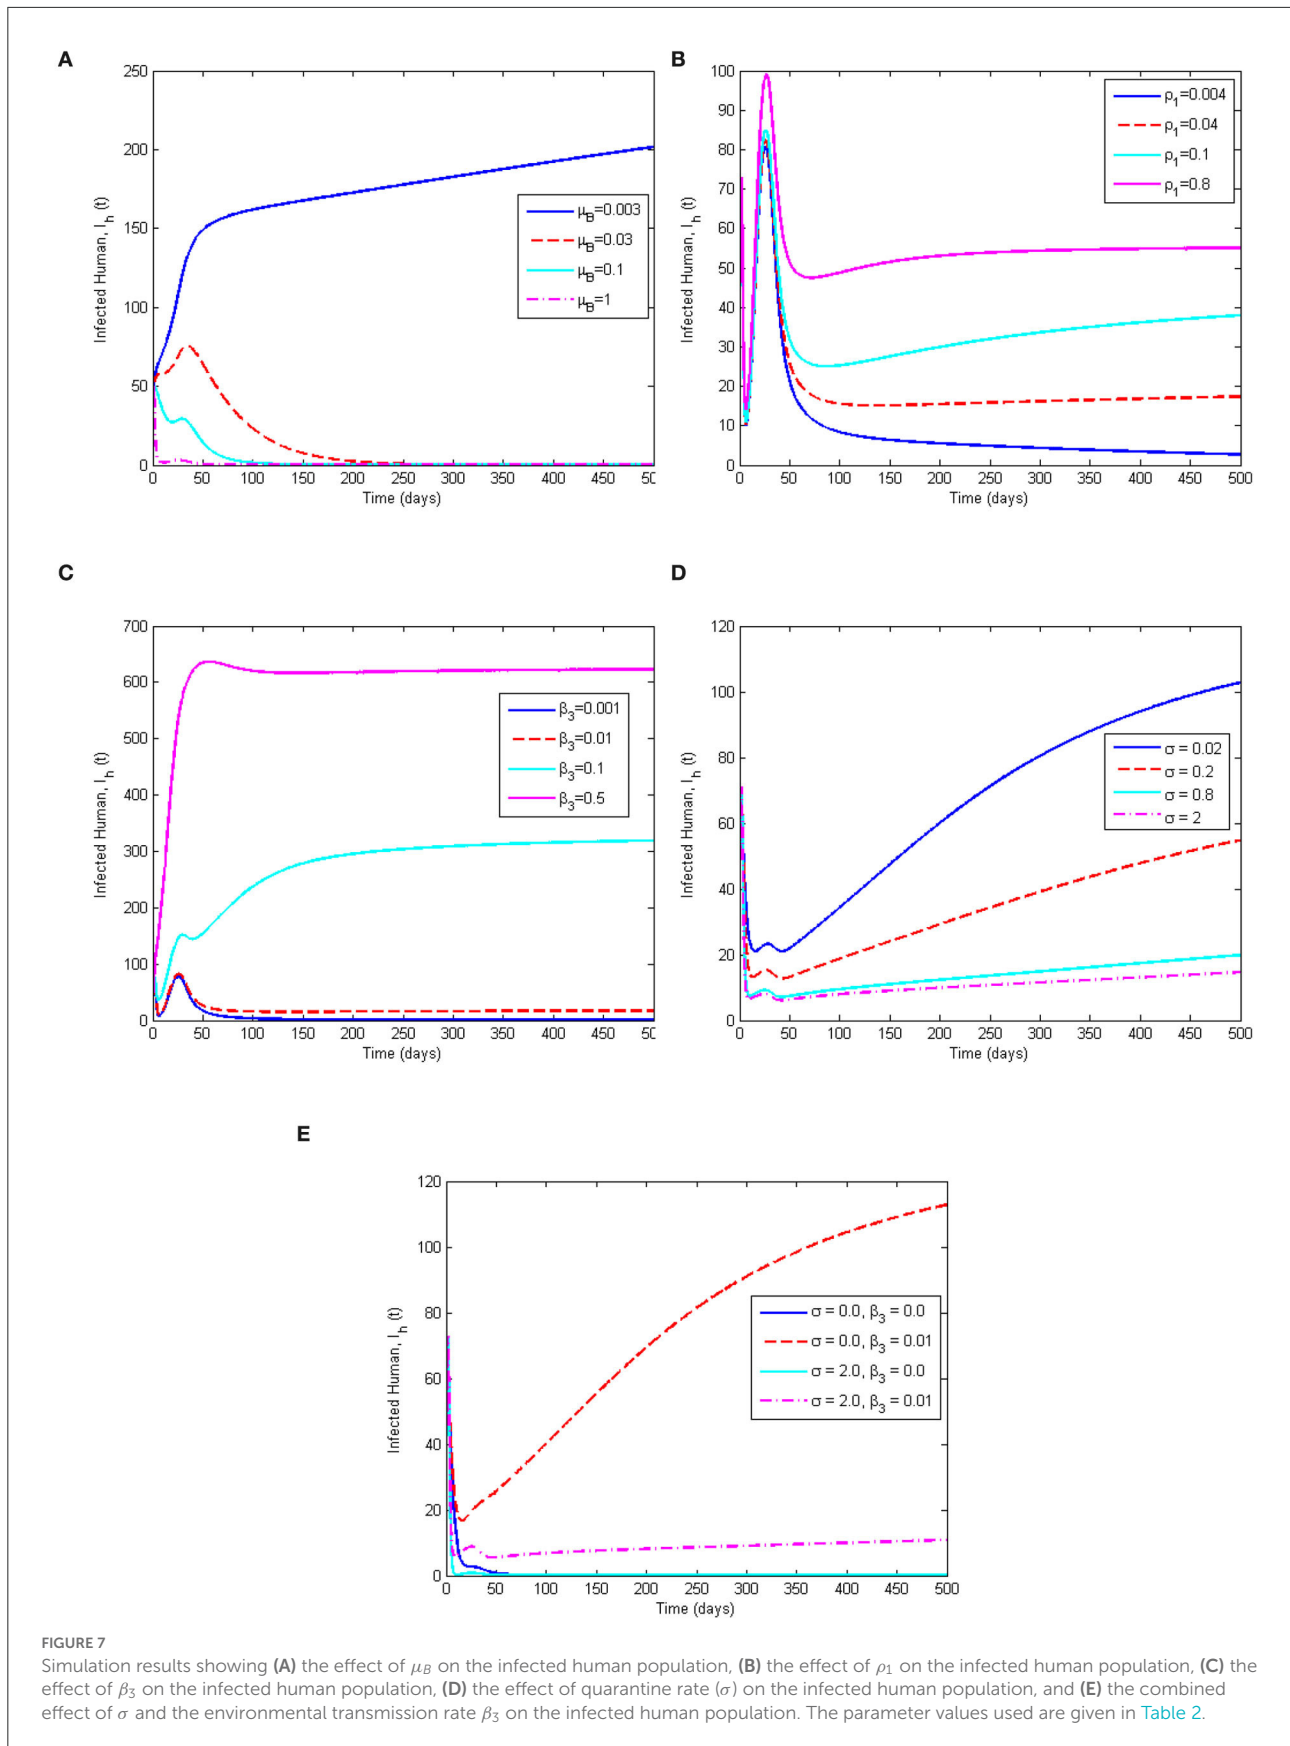 A
250
200
150
100
50
0
Infected Human, I_h (t)
μ_B=0.003
μ_B=0.03
μ_B=0.1
μ_B=1
0 50 100 150 200 250 300 350 400 450 500
Time (days)
B
100
90
80
70
60
50
40
30
20
10
0
Infected Human, I_h (t)
ρ_1=0.004
ρ_1=0.04
ρ_1=0.1
ρ_1=0.8
0 50 100 150 200 250 300 350 400 450 500
Time (days)
C
700
600
500
400
300
200
100
0
Infected Human, I_h (t)
β_3=0.001
β_3=0.01
β_3=0.1
β_3=0.5
0 50 100 150 200 250 300 350 400 450 500
Time (days)
D
120
100
80
60
40
20
0
Infected Human, I_h (t)
σ = 0.02
σ = 0.2
σ = 0.8
σ = 2
0 50 100 150 200 250 300 350 400 450 500
Time (days)
E
120
100
80
60
40
20
0
Infected Human, I_h (t)
σ = 0.0, β_3 = 0.0
σ = 0.0, β_3 = 0.01
σ = 2.0, β_3 = 0.0
σ = 2.0, β_3 = 0.01
0 50 100 150 200 250 300 350 400 450 500
Time (days)
FIGURE 7
Simulation results showing (A) the effect of μ_B on the infected human population, (B) the effect of ρ_1 on the infected human population, (C) the
effect of β_3 on the infected human population, (D) the effect of quarantine rate (σ) on the infected human population, and (E) the combined
effect of σ and the environmental transmission rate β_3 on the infected human population. The parameter values used are given in Table 2.